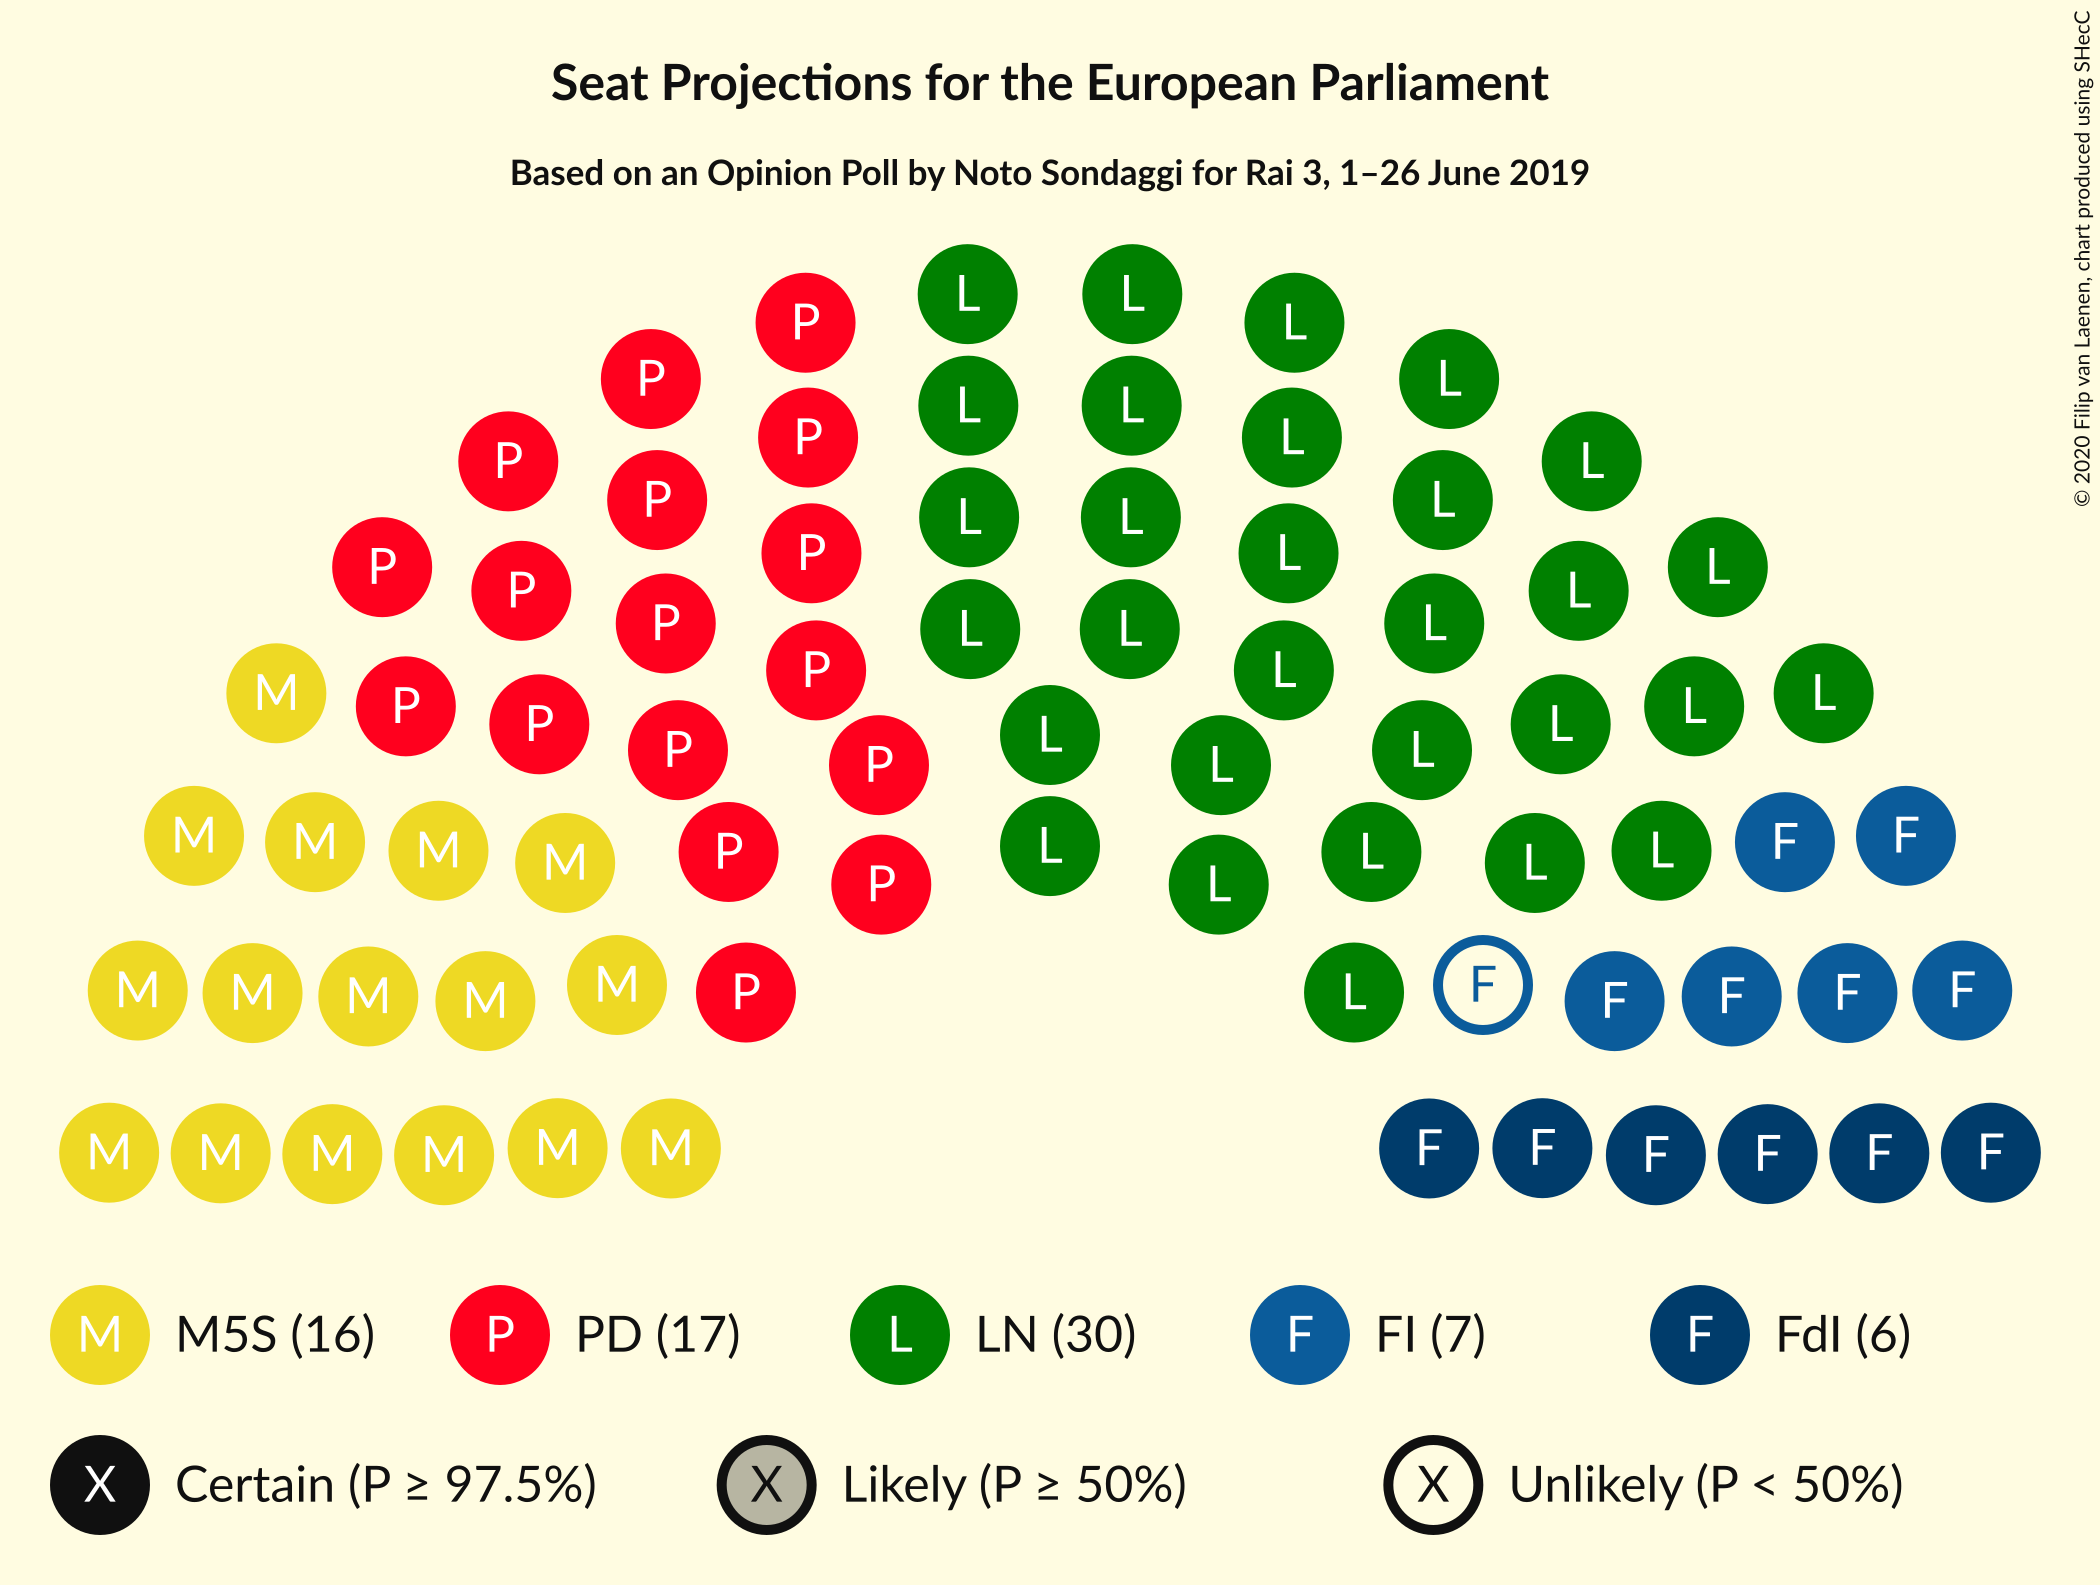 Seat Projections for the European Parliament
Based on an Opinion Poll by Noto Sondaggi for Rai 3, 1–26 June 2019
© 2020 Filip van Laenen, chart produced using SHecC
L L
P L
P L
P L
P L
L L
P L
P L
P L
L L
P L
P L
P L
L L
P L
P L
M L
P L
P L
P L
L
P L
M F
M F
M L
M L
P L
L
P L
M F
M F
M F
M F
M F
P L
M F
M F
M F
M F
M F
M F
M M5S (16) P PD (17) L LN (30) F FI (7) F FdI (6)
X Certain (P ≥ 97.5%) X Likely (P ≥ 50%) X Unlikely (P < 50%)